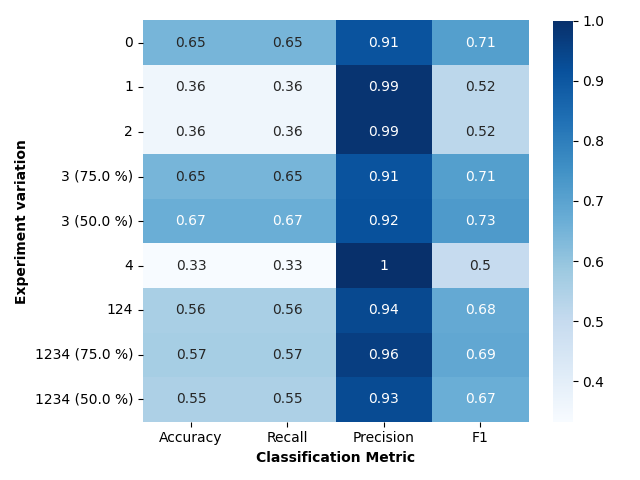 Experiment variation
0 0.65 0.65 0.91 0.71
1 0.36 0.36 0.99 0.52
2 0.36 0.36 0.99 0.52
3 (75.0 %) 0.65 0.65 0.91 0.71
3 (50.0 %) 0.67 0.67 0.92 0.73
4 0.33 0.33 1 0.5
124 0.56 0.56 0.94 0.68
1234 (75.0 %) 0.57 0.57 0.96 0.69
1234 (50.0 %) 0.55 0.55 0.93 0.67
Accuracy Recall Precision F1
Classification Metric
1.0
0.9
0.8
0.7
0.6
0.5
0.4